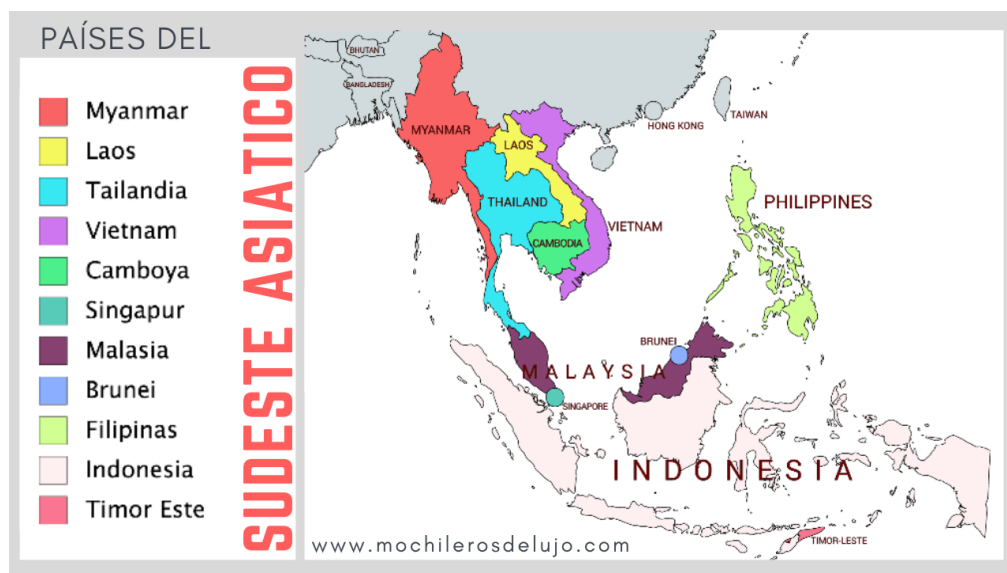 PAÍSES DEL
SUDESTE ASIATICO
Myanmar
Laos
Tailandia
Vietnam
Camboya
Singapur
Malasia
Brunei
Filipinas
Indonesia
Timor Este
BHUTAN
BANGLADESH
MYANMAR
LAOS
THAILAND
CAMBODIA
VIETNAM
HONG KONG
TAIWAN
PHILIPPINES
BRUNEI
MALAYSIA
SINGAPORE
INDONESIA
TIMOR-LESTE
www.mochilerosdelujo.com